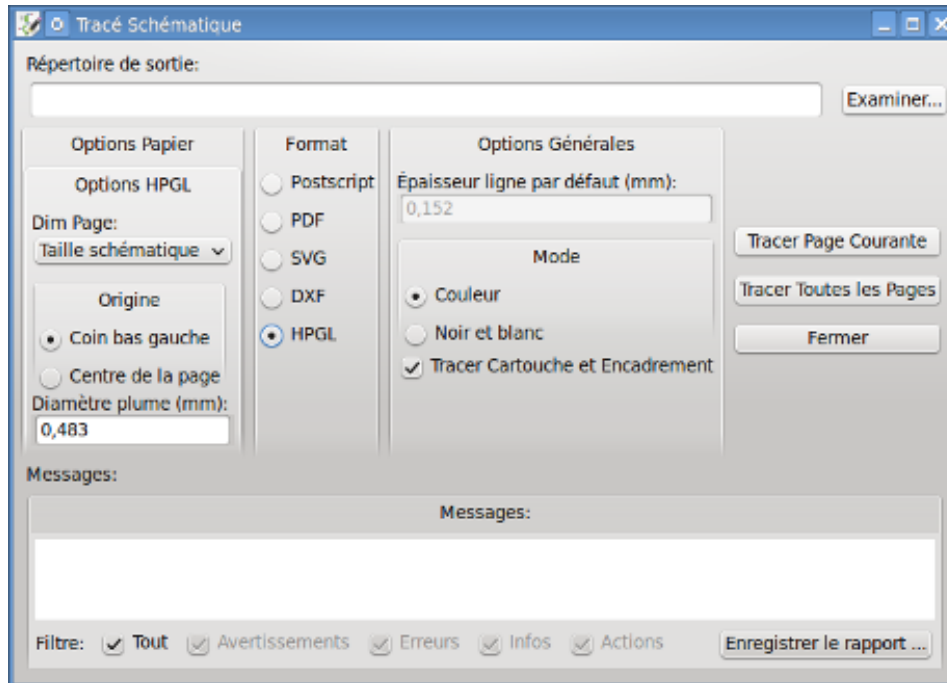 Tracé Schématique
Répertoire de sortie:
Examiner...
Options Papier
Options HPGL
Dim Page:
Taille schématique
Origine
Coin bas gauche
Centre de la page
Diamètre plume (mm):
0,483
Format
Postscript
PDF
SVG
DXF
HPGL
Options Générales
Épaisseur ligne par défaut (mm):
0,152
Mode
Couleur
Noir et blanc
Tracer Cartouche et Encadrement
Tracer Page Courante
Tracer Toutes les Pages
Fermer
Messages:
Messages:
Filtre: Tout Avertissements Erreurs Infos Actions Enregistrer le rapport ...